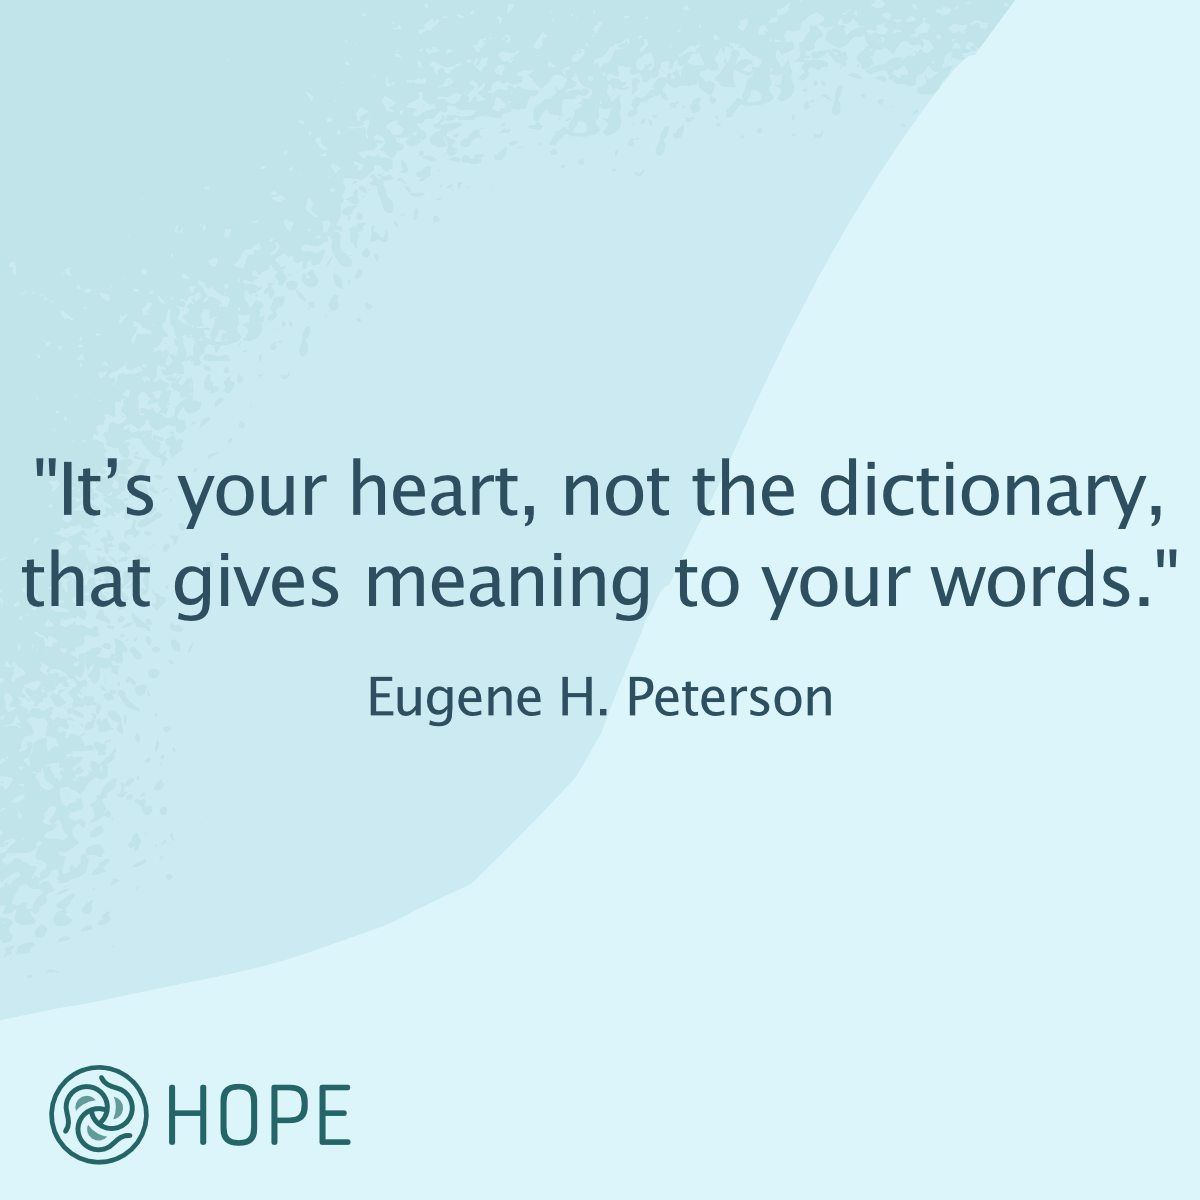 "It’s your heart, not the dictionary,
that gives meaning to your words."
Eugene H. Peterson
HOPE